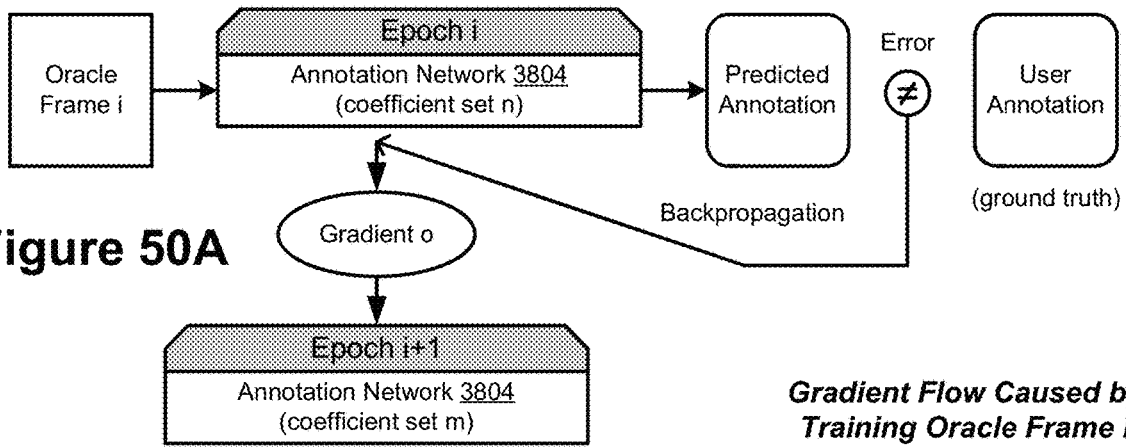 Epoch i
Oracle
Frame i
Annotation Network 3804
(coefficient set n)
Predicted
Annotation
Error
≠
User
Annotation
(ground truth)
Backpropagation
Gradient o
igure 50A
Epoch i+1
Annotation Network 3804
(coefficient set m)
Gradient Flow Caused b
Training Oracle Frame i